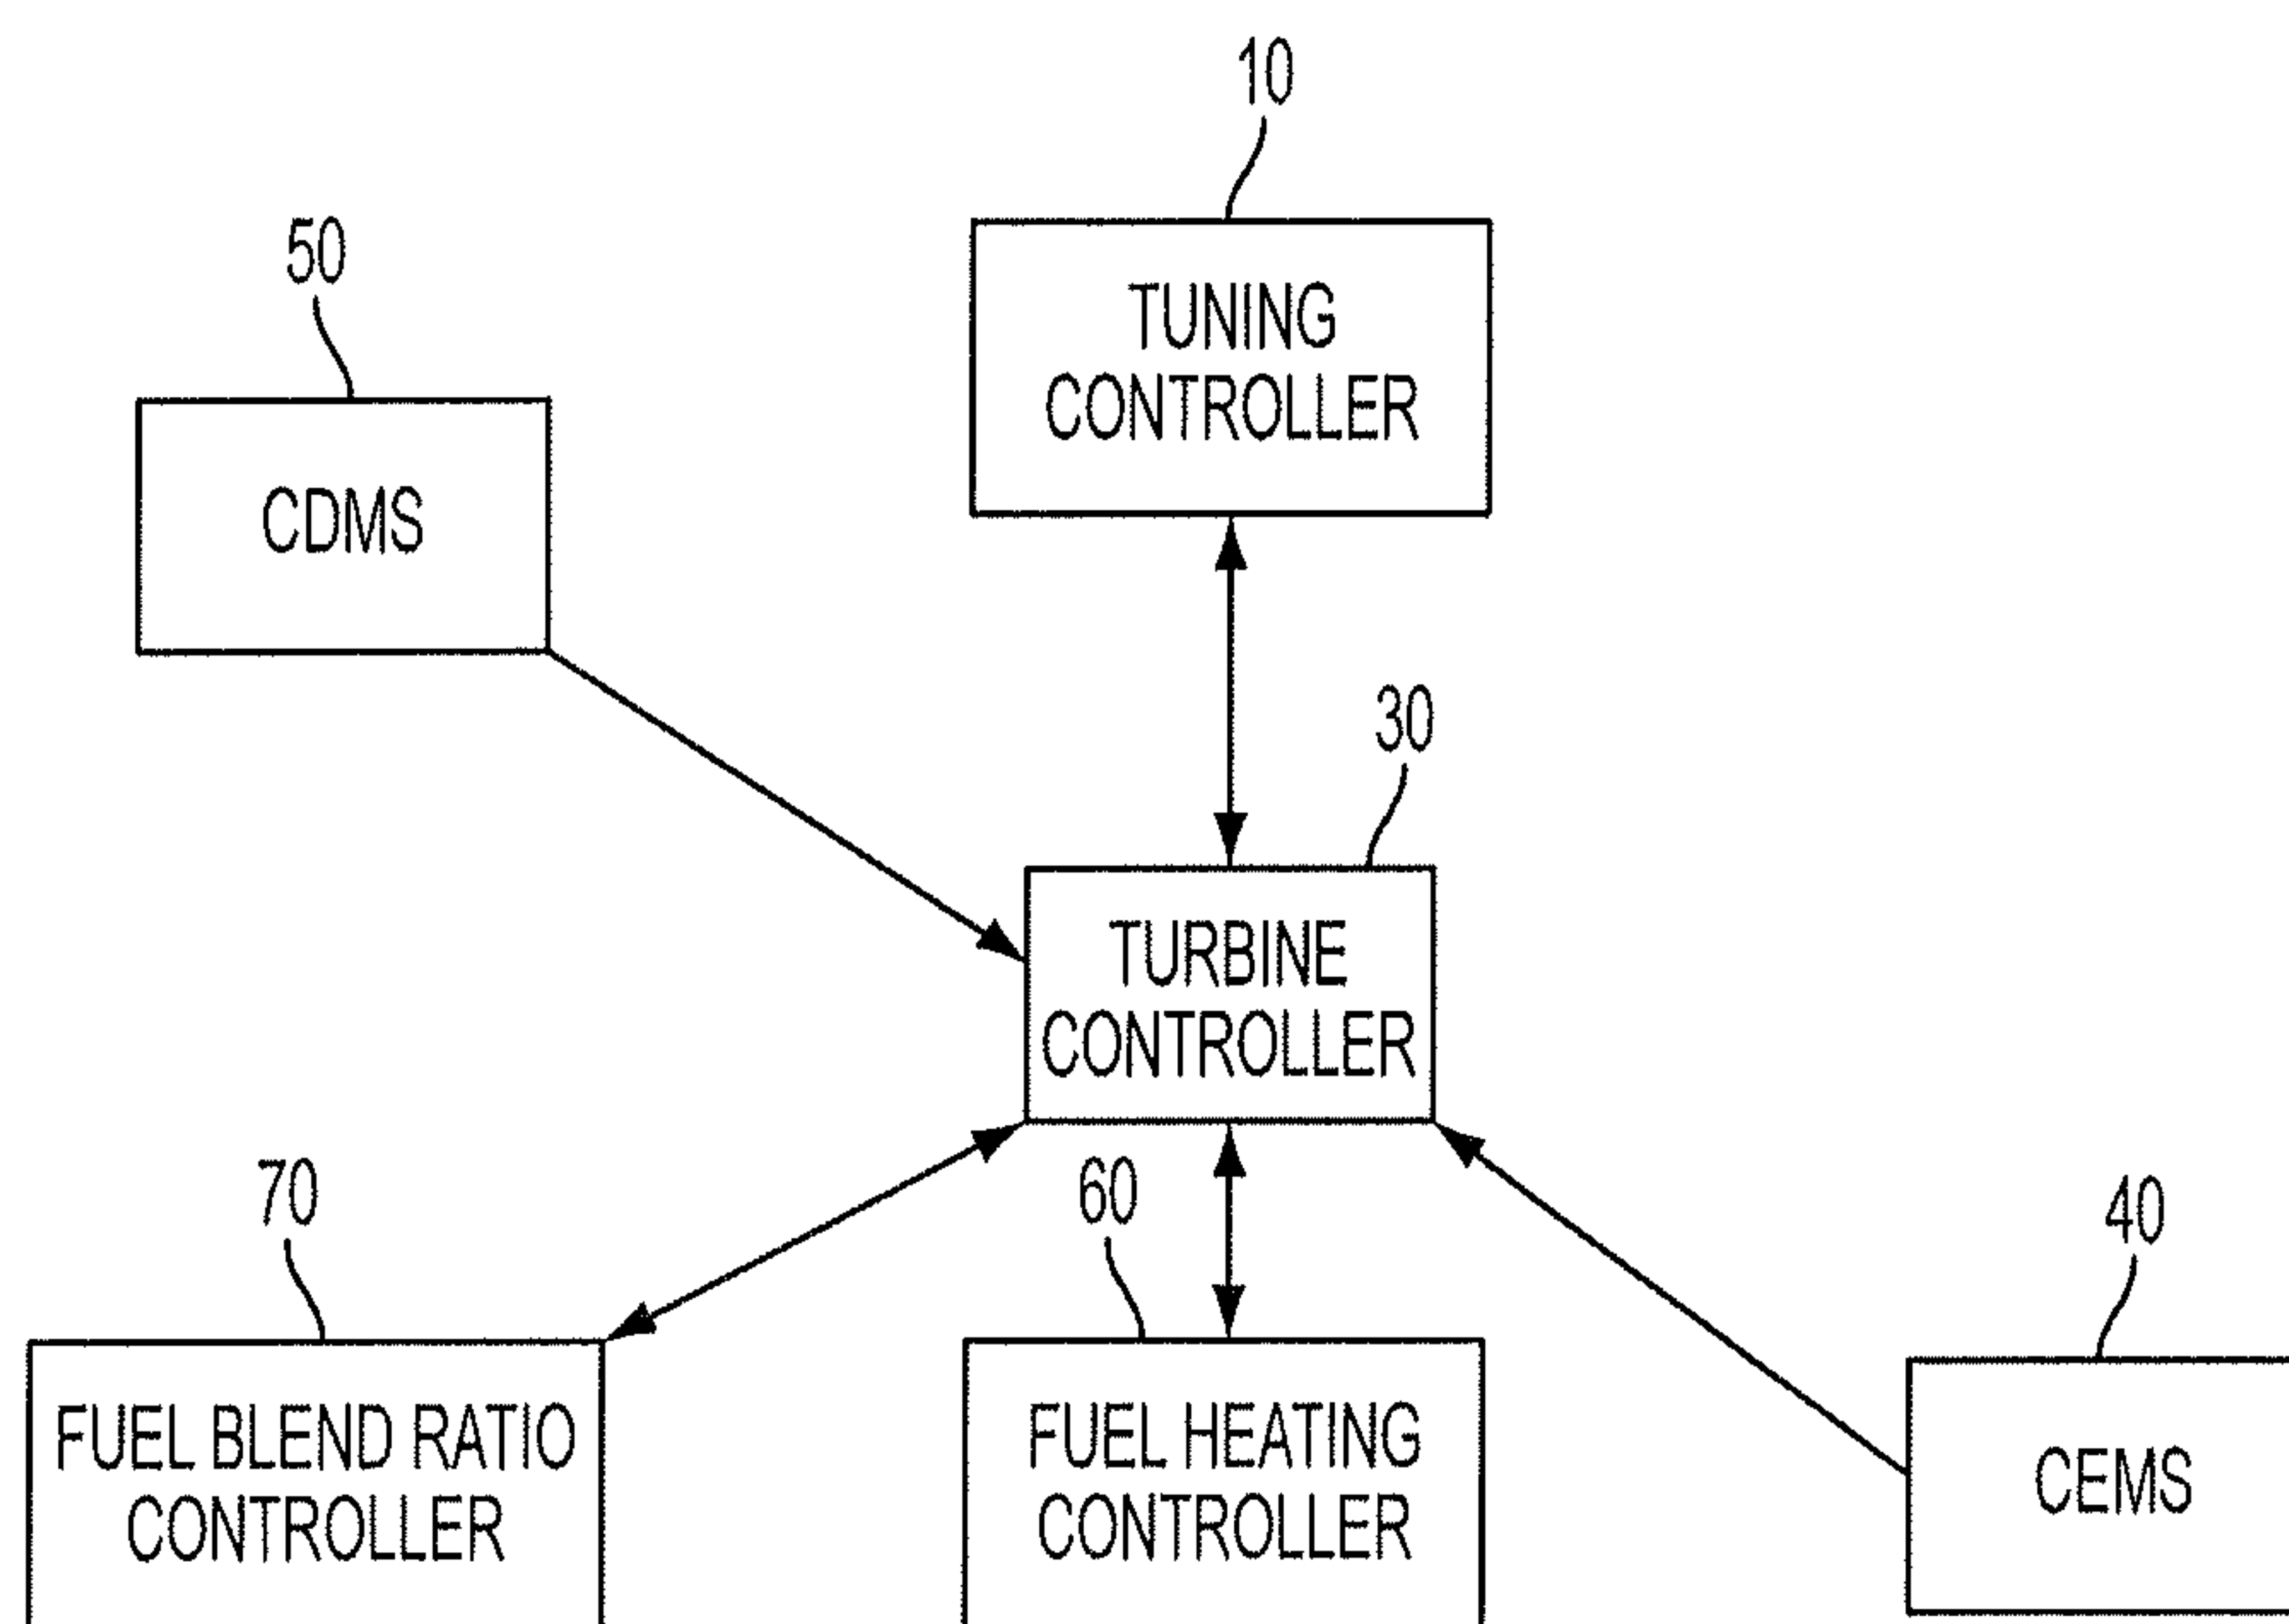 10
50
TUNING
CONTROLLER
CDMS
30
TURBINE
CONTROLLER
70
60
40
FUEL BLEND RATIO
CONTROLLER
FUEL HEATING
CONTROLLER
CEMS